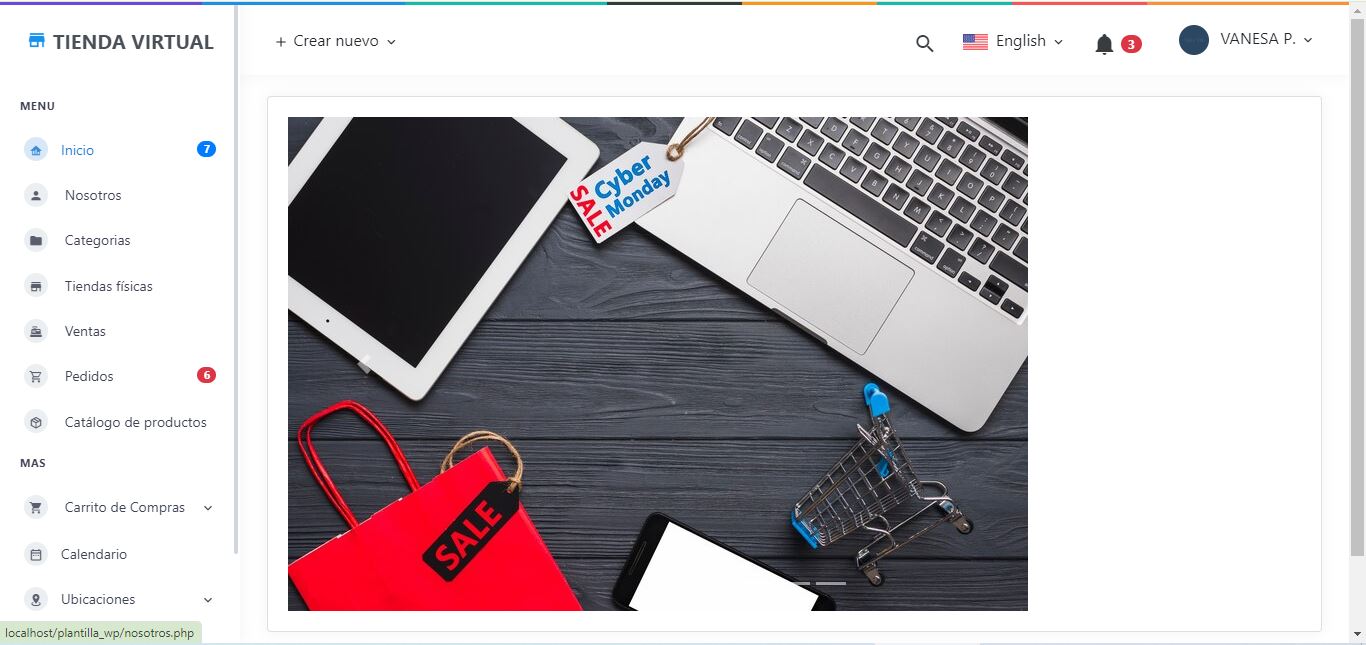 TIENDA VIRTUAL
+ Crear nuevo
English
3
VANESA P.
MENU
Inicio
7
Nosotros
Categorias
Tiendas físicas
Ventas
Pedidos
6
Catálogo de productos
MAS
Carrito de Compras
Calendario
Ubicaciones
localhost/plantilla_wp/nosotros.php
Cyber
Monday
SALE
SALE